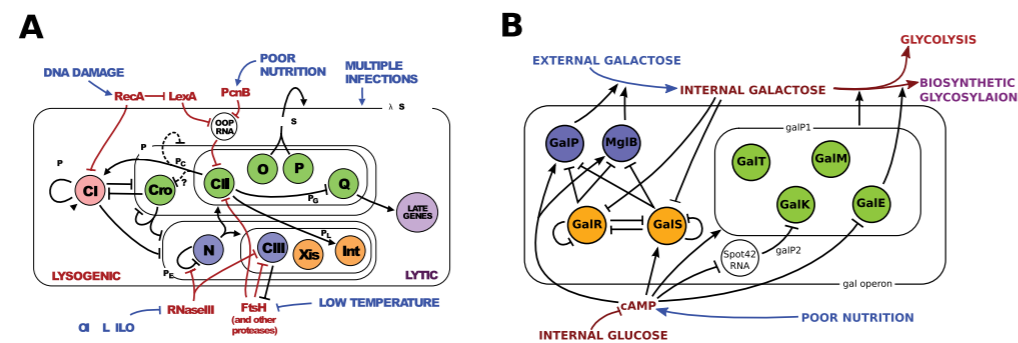 A
DNA DAMAGE
POOR
NUTRITION
MULTIPLE
INFECTIONS
RecA
LexA
PcnB
λ S
OOP
RNA
S
P
P
PC
?
O
P
CI
Cro
CII
Q
PG
LATE
GENES
N
CIII
Xis
Int
PL
PE
LYSOGENIC
LYTIC
RNaseIII
FtsH
(and other
proteases)
LOW TEMPERATURE
B
EXTERNAL GALACTOSE
INTERNAL GALACTOSE
GLYCOLYSIS
BIOSYNTHETIC
GLYCOSYLAION
GalP
MglB
galP1
GalT
GalM
GalK
GalE
GalR
GalS
Spot42
RNA
galP2
gal operon
cAMP
INTERNAL GLUCOSE
POOR NUTRITION